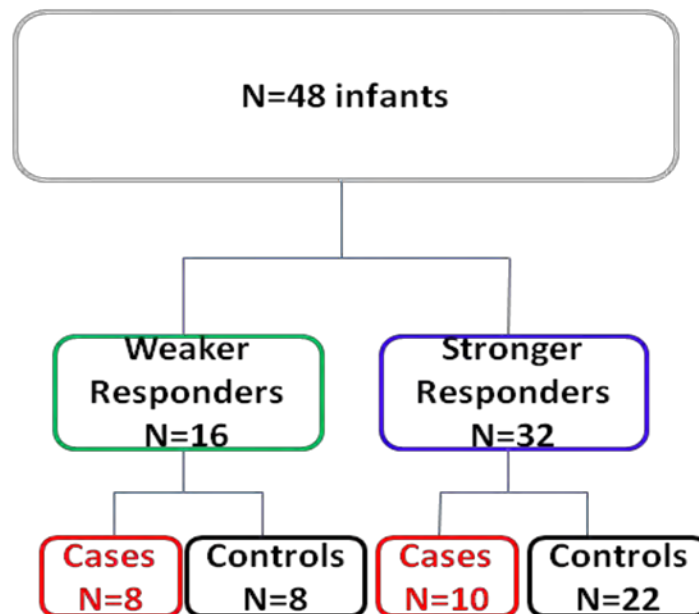 N=48 infants
Weaker
Responders
N=16
Stronger
Responders
N=32
Cases
N=8
Controls
N=8
Cases
N=10
Controls
N=22